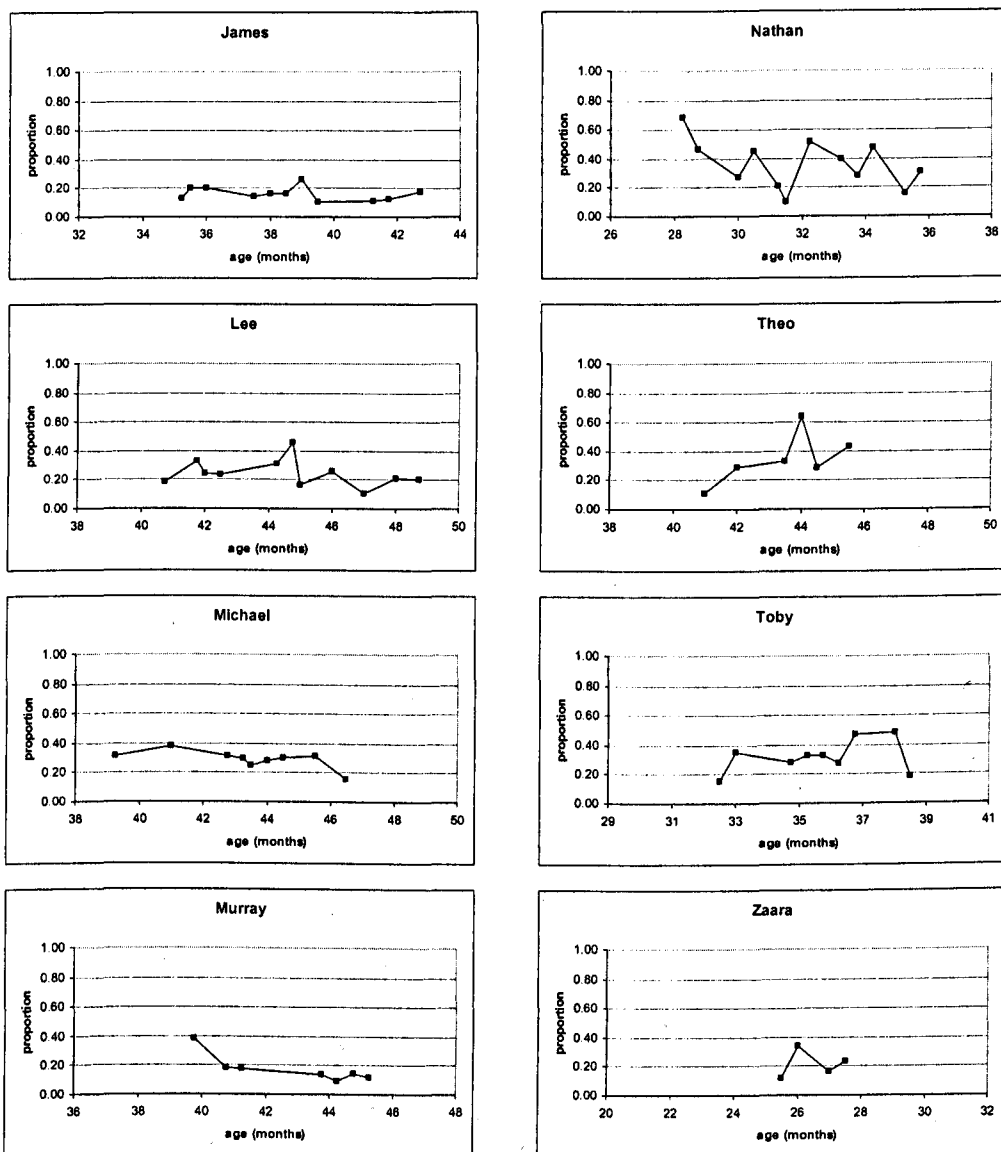 James
1.00
0.80
0.60
0.40
0.20
0.00
proportion
32 34 36 38 40 42 44
age (months)
Nathan
1.00
0.80
0.60
0.40
0.20
0.00
proportion
26 28 30 32 34 36 38
age (months)
Lee
1.00
0.80
0.60
0.40
0.20
0.00
proportion
38 40 42 44 46 48 50
age (months)
Theo
1.00
0.80
0.60
0.40
0.20
0.00
proportion
38 40 42 44 46 48 50
age (months)
Michael
1.00
0.80
0.60
0.40
0.20
0.00
proportion
38 40 42 44 46 48 50
age (months)
Toby
1.00
0.80
0.60
0.40
0.20
0.00
proportion
29 31 33 35 37 39 41
age (months)
Murray
1.00
0.80
0.60
0.40
0.20
0.00
proportion
36 38 40 42 44 46 48
age (months)
Zaara
1.00
0.80
0.60
0.40
0.20
0.00
proportion
20 22 24 26 28 30 32
age (months)